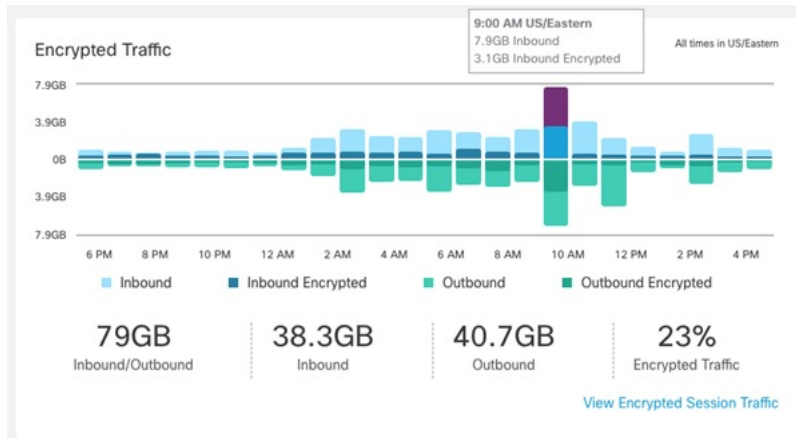 9:00 AM US/Eastern
7.9GB Inbound
3.1GB Inbound Encrypted
All times in US/Eastern
Encrypted Traffic
7.9GB
3.9GB
0B
3.9GB
7.9GB
6 PM 8 PM 10 PM 12 AM 2 AM 4 AM 6 AM 8 AM 10 AM 12 PM 2 PM 4 PM
Inbound Inbound Encrypted Outbound Outbound Encrypted
79GB 38.3GB 40.7GB 23%
Inbound/Outbound Inbound Outbound Encrypted Traffic
View Encrypted Session Traffic